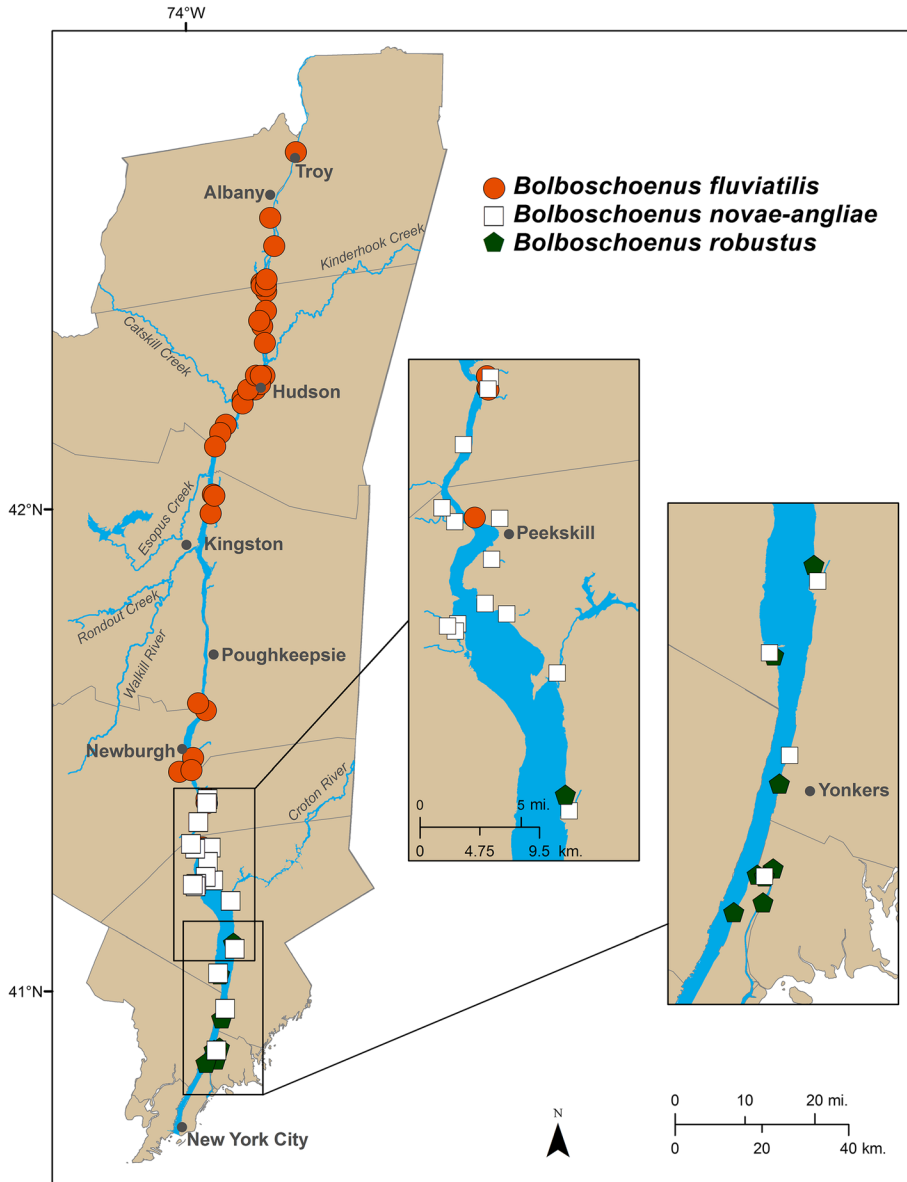 74°W
Troy
Albany
Bolboschoenus fluviatilis
Bolboschoenus novae-angliae
Bolboschoenus robustus
Kinderhook Creek
Catskill Creek
Hudson
42°N
Esopus Creek
Kingston
Peekskill
Rondout Creek
Walkill River
Poughkeepsie
Newburgh
Croton River
0 5 mi.
0 4.75 9.5 km.
Yonkers
41°N
New York City
N
0 10 20 mi.
0 20 40 km.